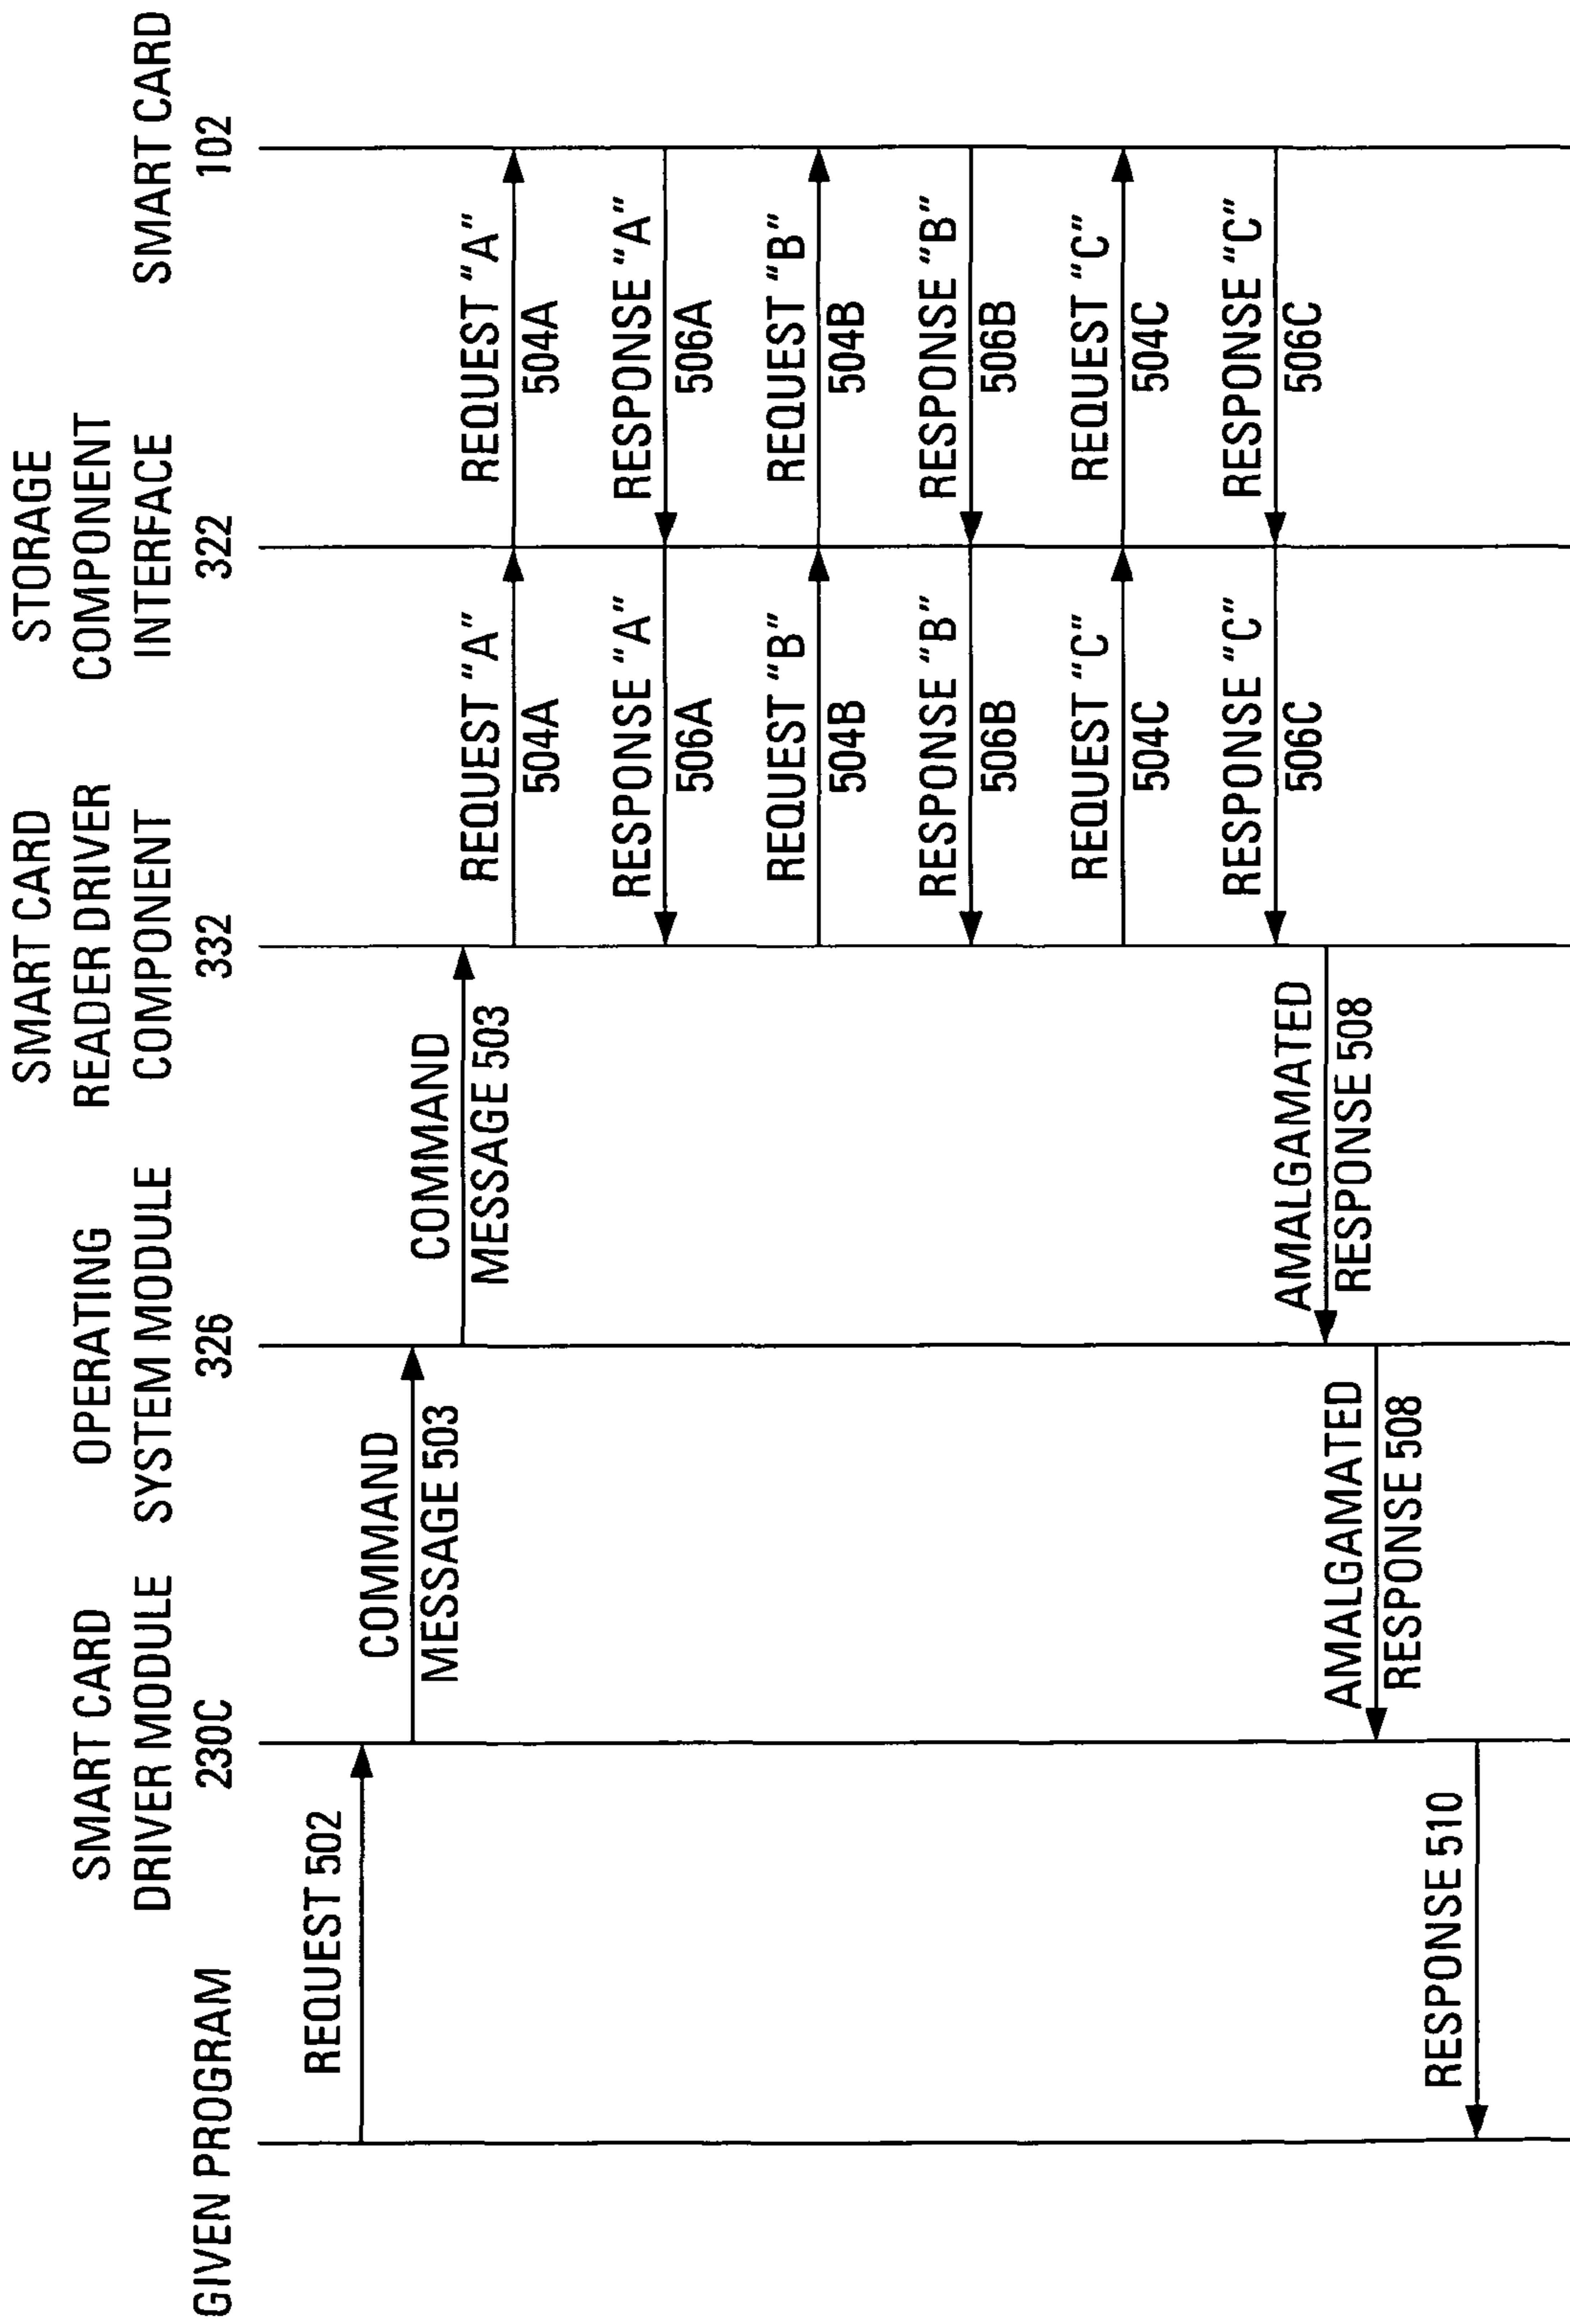 GIVEN PROGRAM
SMART CARD
DRIVER MODULE
230C
OPERATING
SYSTEM MODULE
326
SMART CARD
READER DRIVER
COMPONENT
332
STORAGE
COMPONENT
INTERFACE
322
SMART CARD
102
REQUEST 502
COMMAND
MESSAGE 503
COMMAND
MESSAGE 503
REQUEST "A"
504A
REQUEST "A"
504A
RESPONSE "A"
506A
RESPONSE "A"
506A
REQUEST "B"
504B
REQUEST "B"
504B
RESPONSE "B"
506B
RESPONSE "B"
506B
REQUEST "C"
504C
REQUEST "C"
504C
RESPONSE "C"
506C
RESPONSE "C"
506C
AMALGAMATED
RESPONSE 508
AMALGAMATED
RESPONSE 508
RESPONSE 510